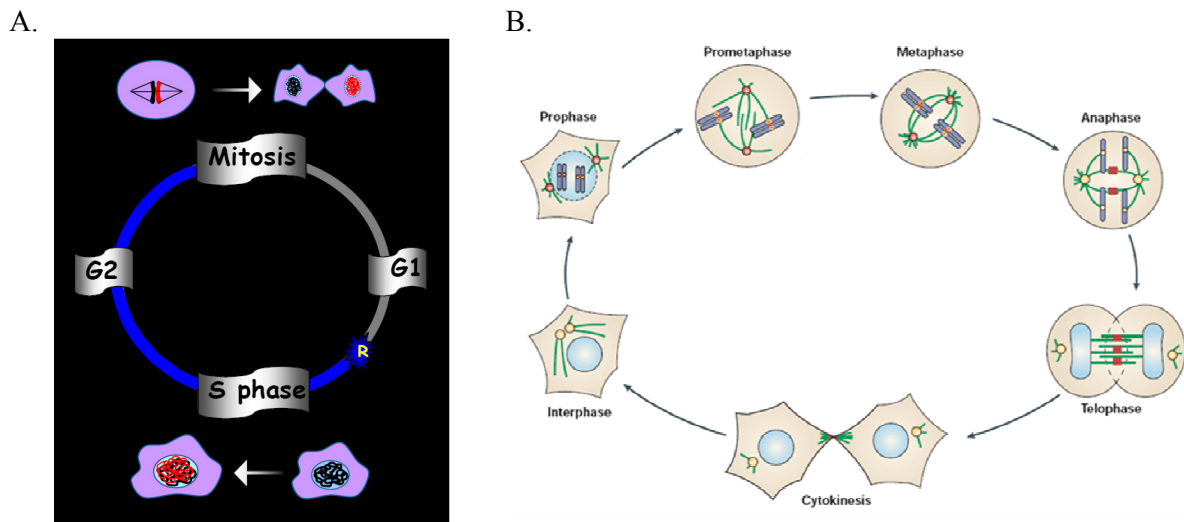 A.
B.
Mitosis
G2
G1
R
S phase
Prometaphase
Metaphase
Prophase
Anaphase
Interphase
Telophase
Cytokinesis